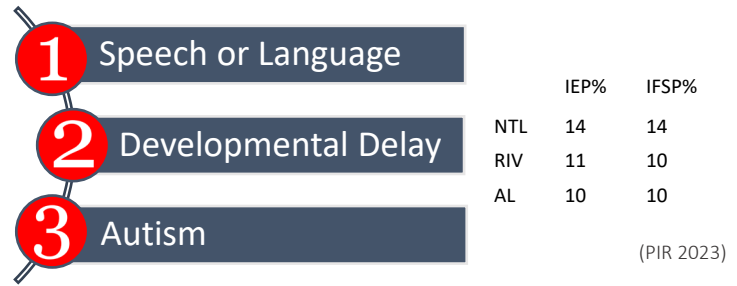 1 Speech or Language
2 Developmental Delay
3 Autism
IEP% IFSP%
NTL 14 14
RIV 11 10
AL 10 10
(PIR 2023)